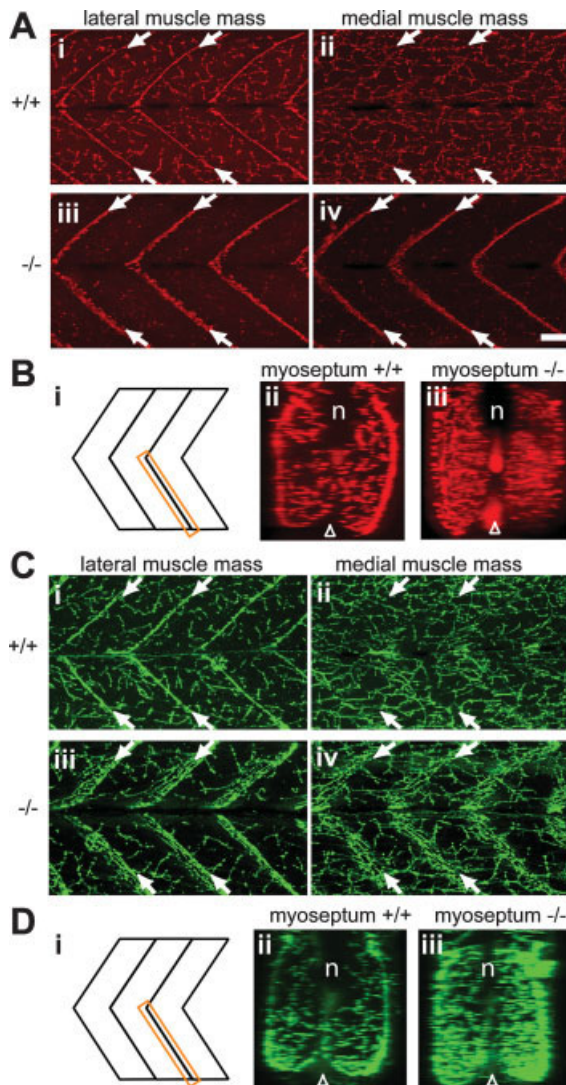 A
lateral muscle mass medial muscle mass
i ii
+/+
iii iv
-/-
B
i
myoseptum +/+ myoseptum -/-
ii iii
n n
C
lateral muscle mass medial muscle mass
i ii
+/+
iii iv
-/-
D
i
myoseptum +/+ myoseptum -/-
ii iii
n n